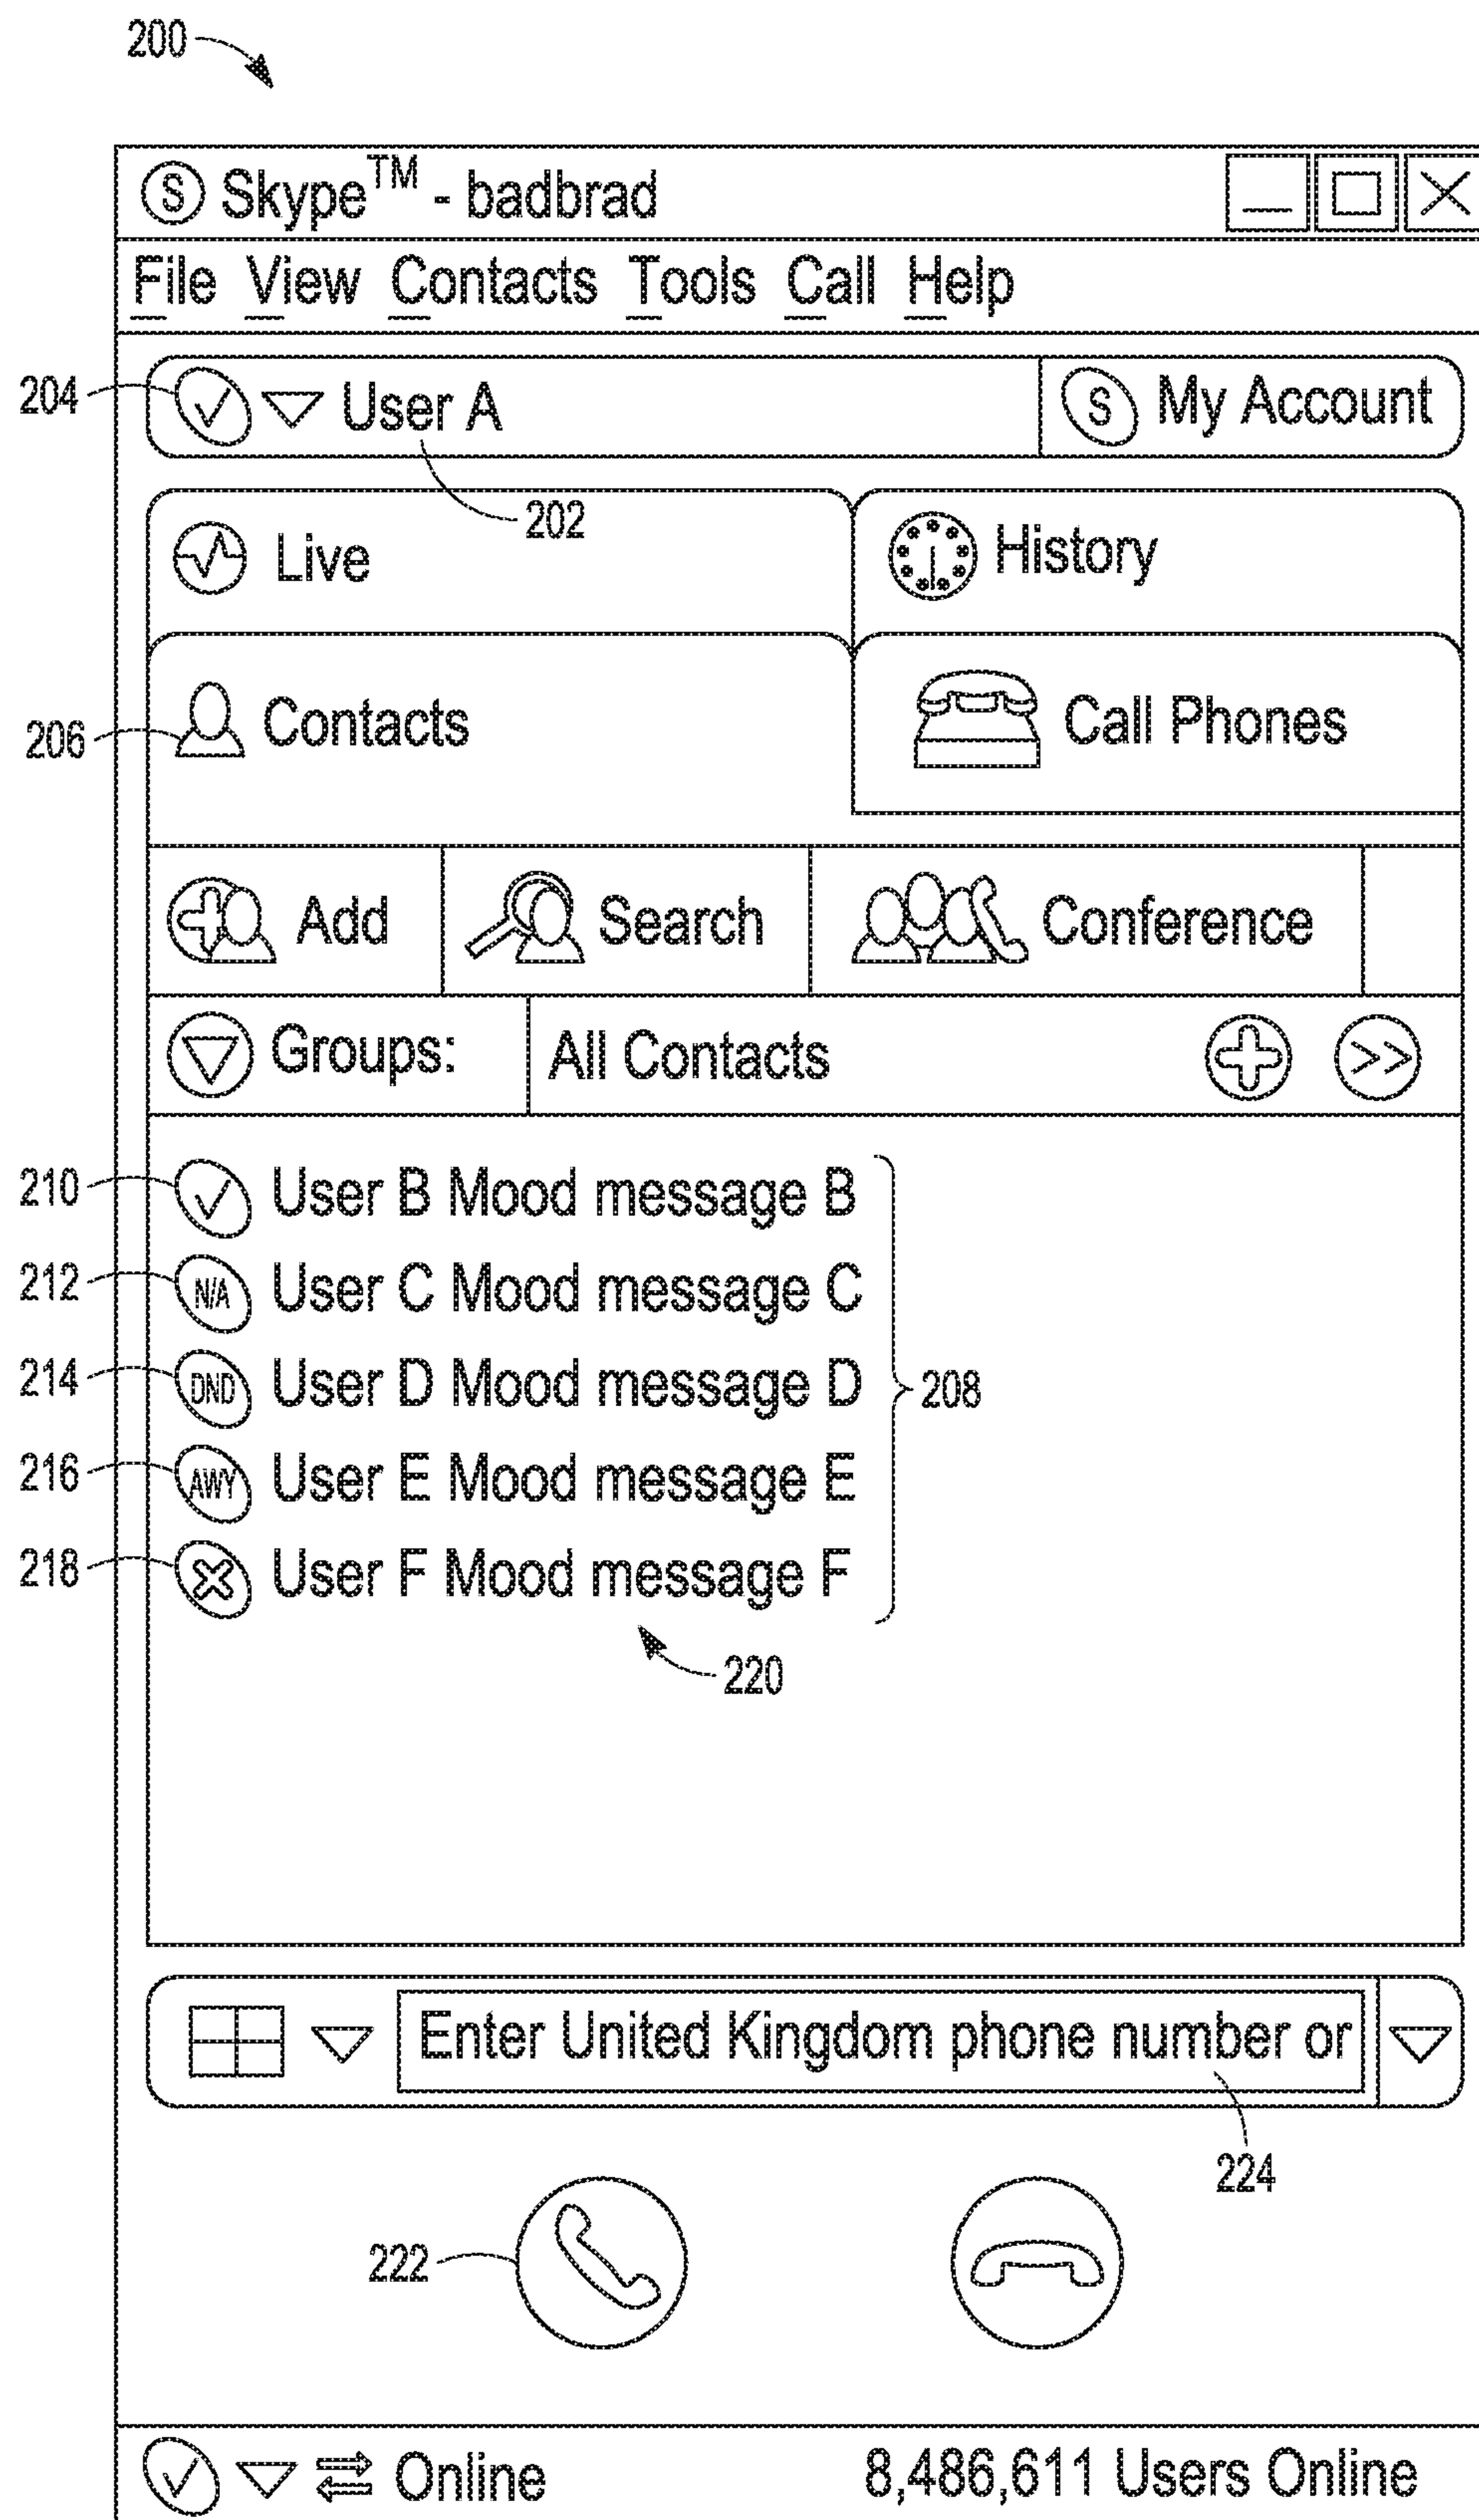 200
S Skype™ - badbrad
File View Contacts Tools Call Help
204 User A S My Account
202
Live History
206 Contacts Call Phones
Add Search Conference
Groups: All Contacts >>
210 User B Mood message B
212 N/A User C Mood message C
214 DND User D Mood message D
208
216 AWY User E Mood message E
218 User F Mood message F
220
Enter United Kingdom phone number or
224
222
Online 8,486,611 Users Online